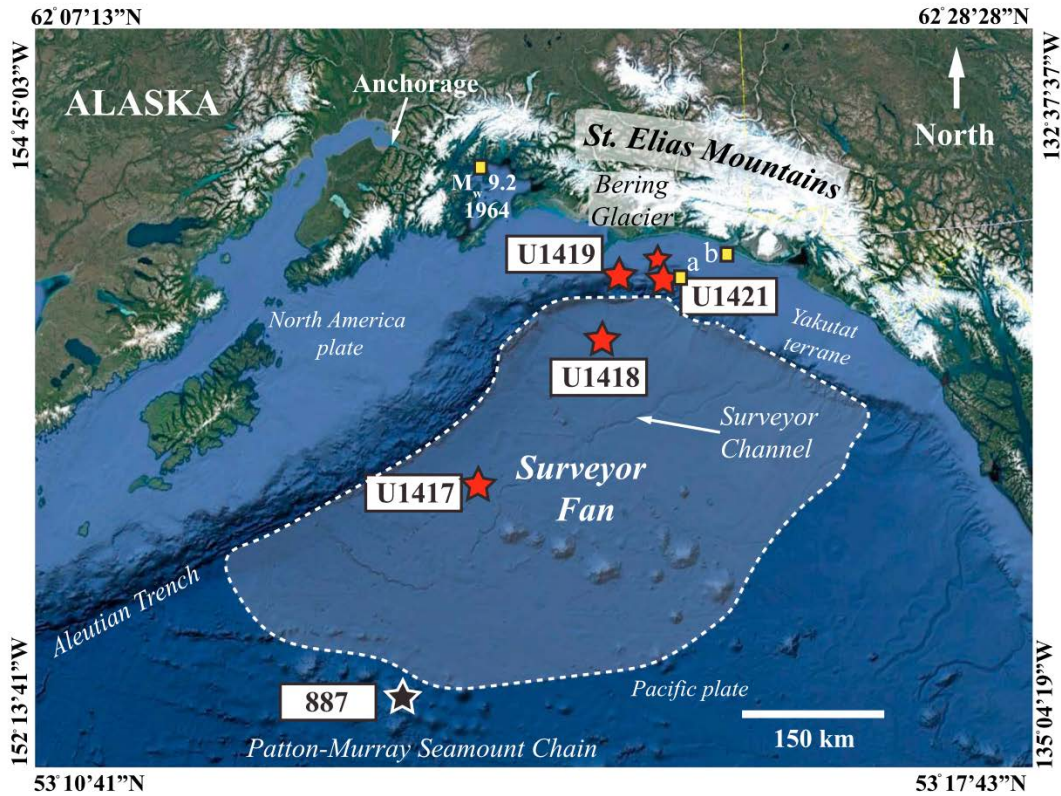 62°07'13”N
62°28'28”N
154°45'03”W
132°37'37”W
ALASKA
Anchorage
North
St. Elias Mountains
Bering
Glacier
Mw 9.2
1964
U1419
a
b
U1421
North America
plate
Yakutat
terrane
U1418
Surveyor
Channel
Surveyor
Fan
U1417
Aleutian Trench
887
Pacific plate
150 km
Patton-Murray Seamount Chain
152°13'41”W
135°04'19”W
53°10'41”N
53°17'43”N